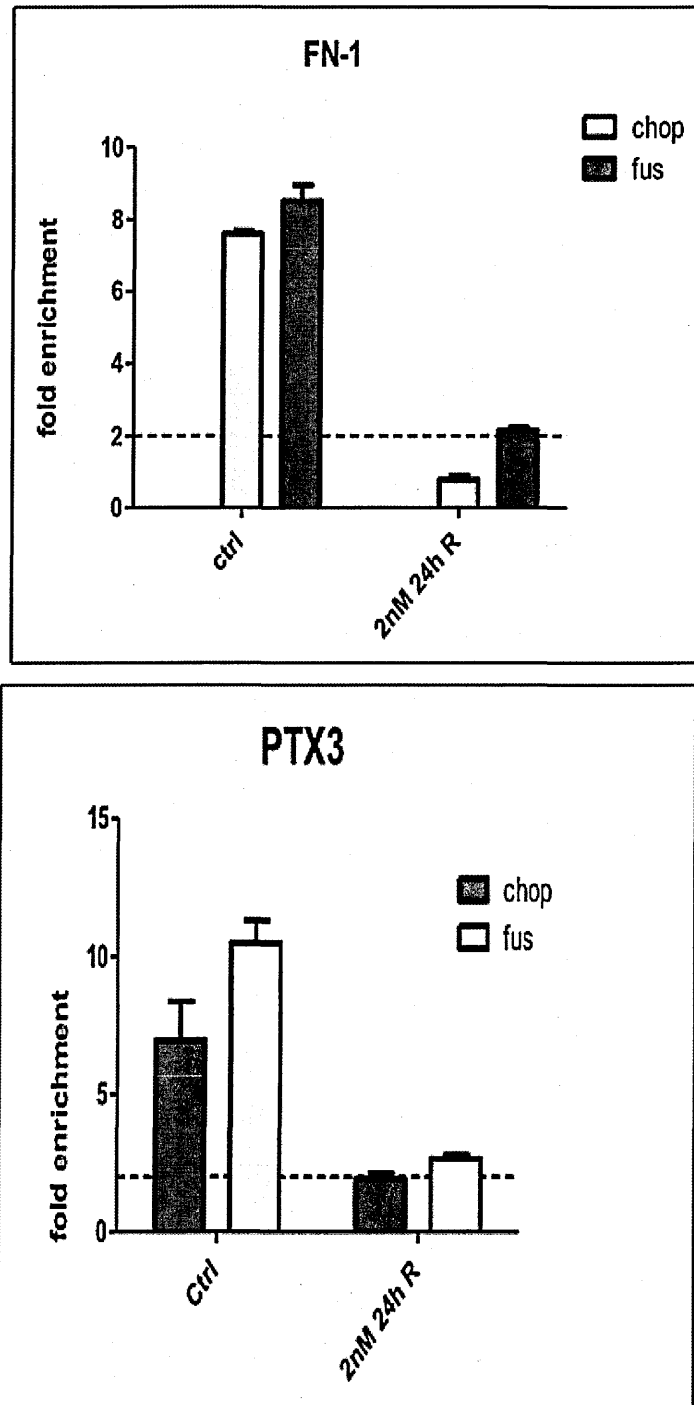 FN-1
chop
fus
10
8
6
4
2
0
fold enrichment
ctrl
2nM 24h R
PTX3
15
chop
fus
10
5
0
fold enrichment
Ctrl
2nM 24h R